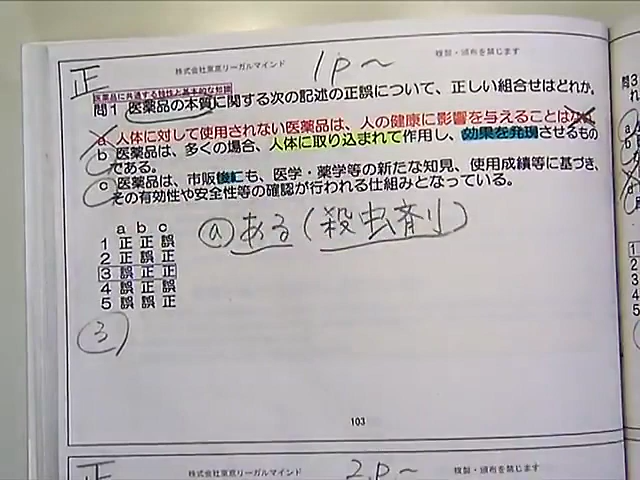 正 株式会社東京リーガルマインド 1p～ 複製・頒布を禁じます
医薬品に共通する特性と基本的な知識
問1 医薬品の本質に関する次の記述の正誤について、正しい組合せはどれか。
a 人体に対して使用されない医薬品は、人の健康に影響を与えることはない。
b 医薬品は、多くの場合、人体に取り込まれて作用し、効果を発現させるもの
である。
c 医薬品は、市販後にも、医学・薬学等の新たな知見、使用成績等に基づき、
その有効性や安全性等の確認が行われる仕組みとなっている。
a b c
1 正 正 誤
2 正 誤 正
3 誤 正 正
4 誤 正 誤
5 誤 誤 正
ⓐ ある (殺虫剤)
③
103
正 株式会社東京リーガルマインド 2p～ 複製・頒布を禁じます
問3
1
2
3
4
5